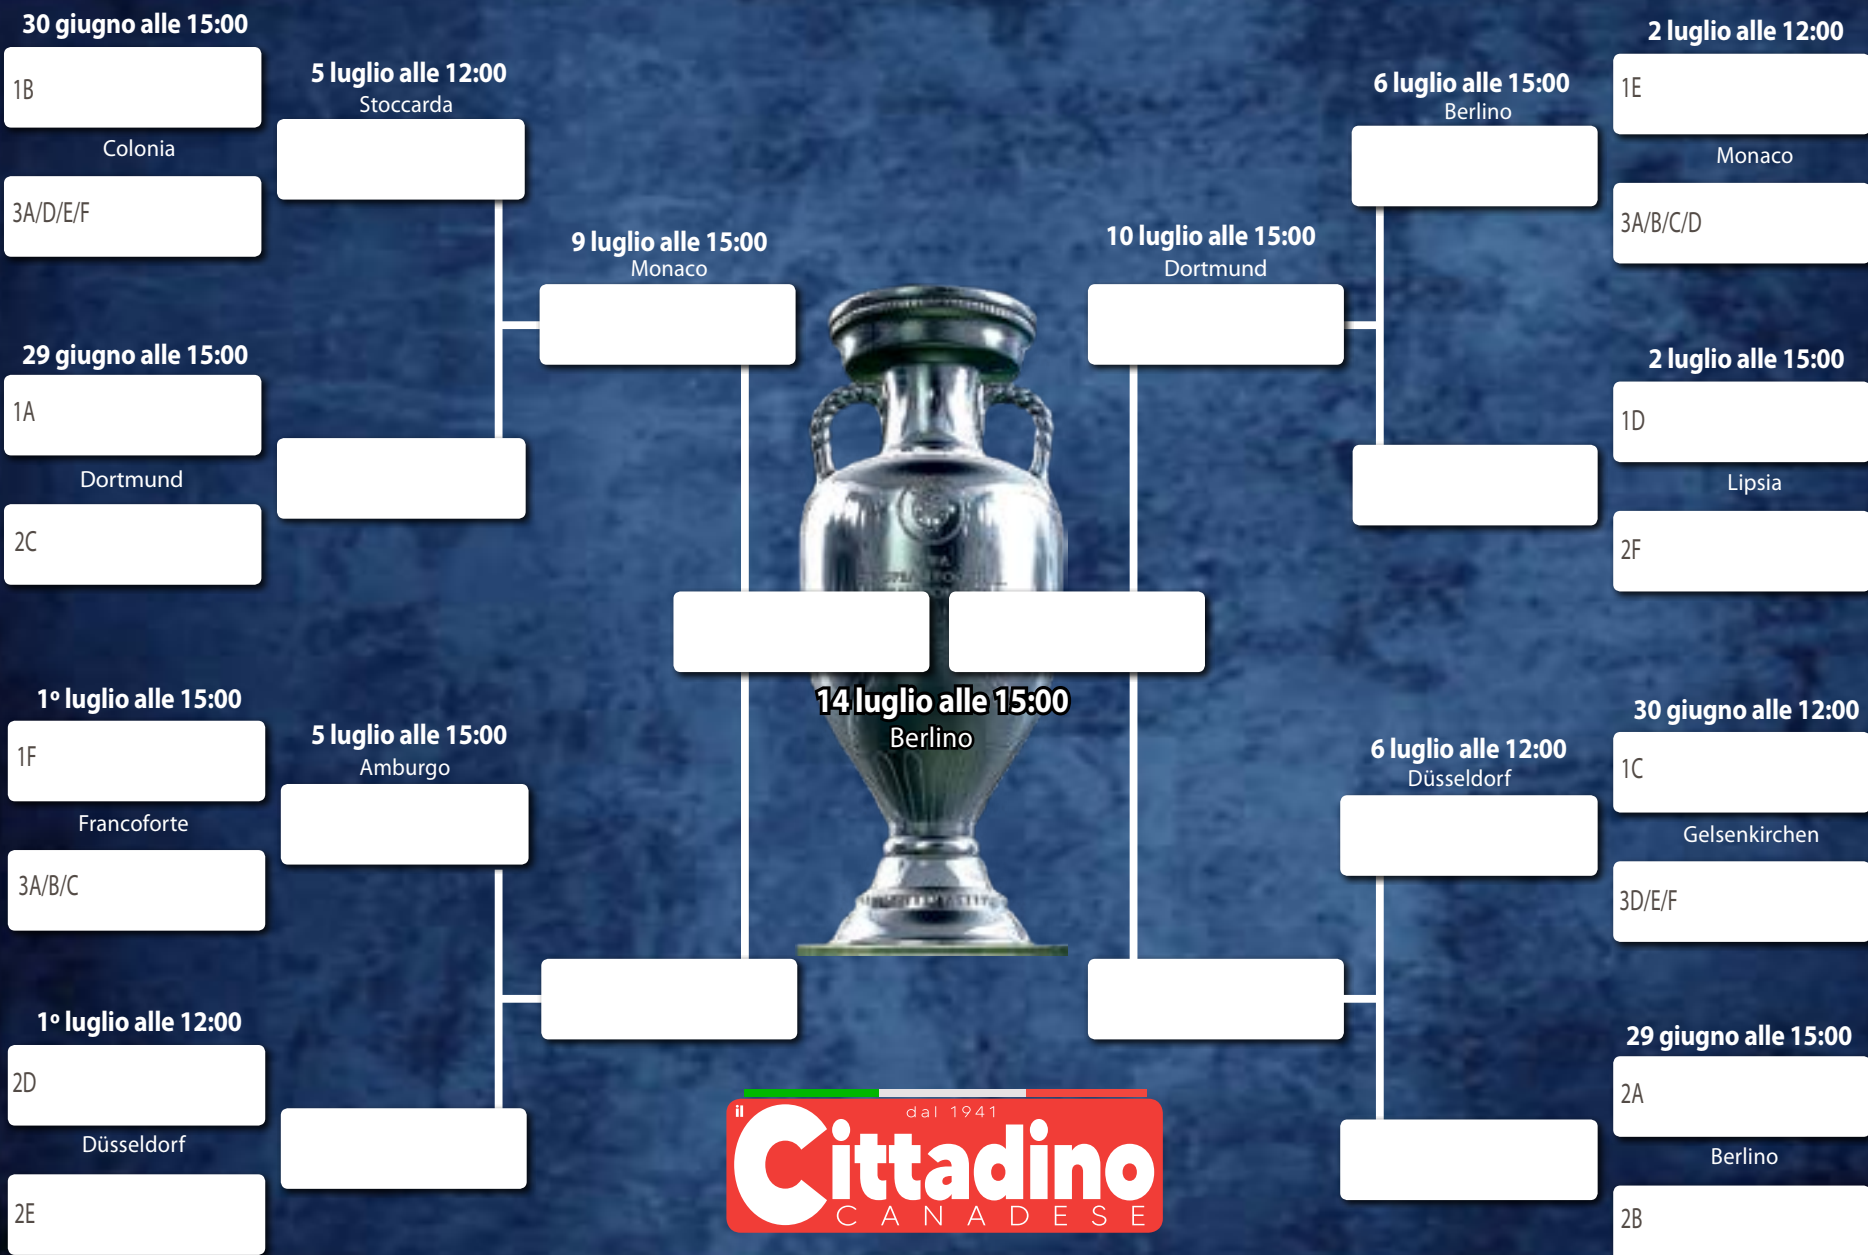 30 giugno alle 15:00
1B
Colonia
3A/D/E/F
5 luglio alle 12:00
Stoccarda
29 giugno alle 15:00
1A
Dortmund
2C
9 luglio alle 15:00
Monaco
1º luglio alle 15:00
1F
Francoforte
3A/B/C
5 luglio alle 15:00
Amburgo
1º luglio alle 12:00
2D
Düsseldorf
2E
14 luglio alle 15:00
Berlino
10 luglio alle 15:00
Dortmund
6 luglio alle 15:00
Berlino
2 luglio alle 12:00
1E
Monaco
3A/B/C/D
2 luglio alle 15:00
1D
Lipsia
2F
6 luglio alle 12:00
Düsseldorf
30 giugno alle 12:00
1C
Gelsenkirchen
3D/E/F
29 giugno alle 15:00
2A
Berlino
2B
dal 1941
il Cittadino
CANADESE